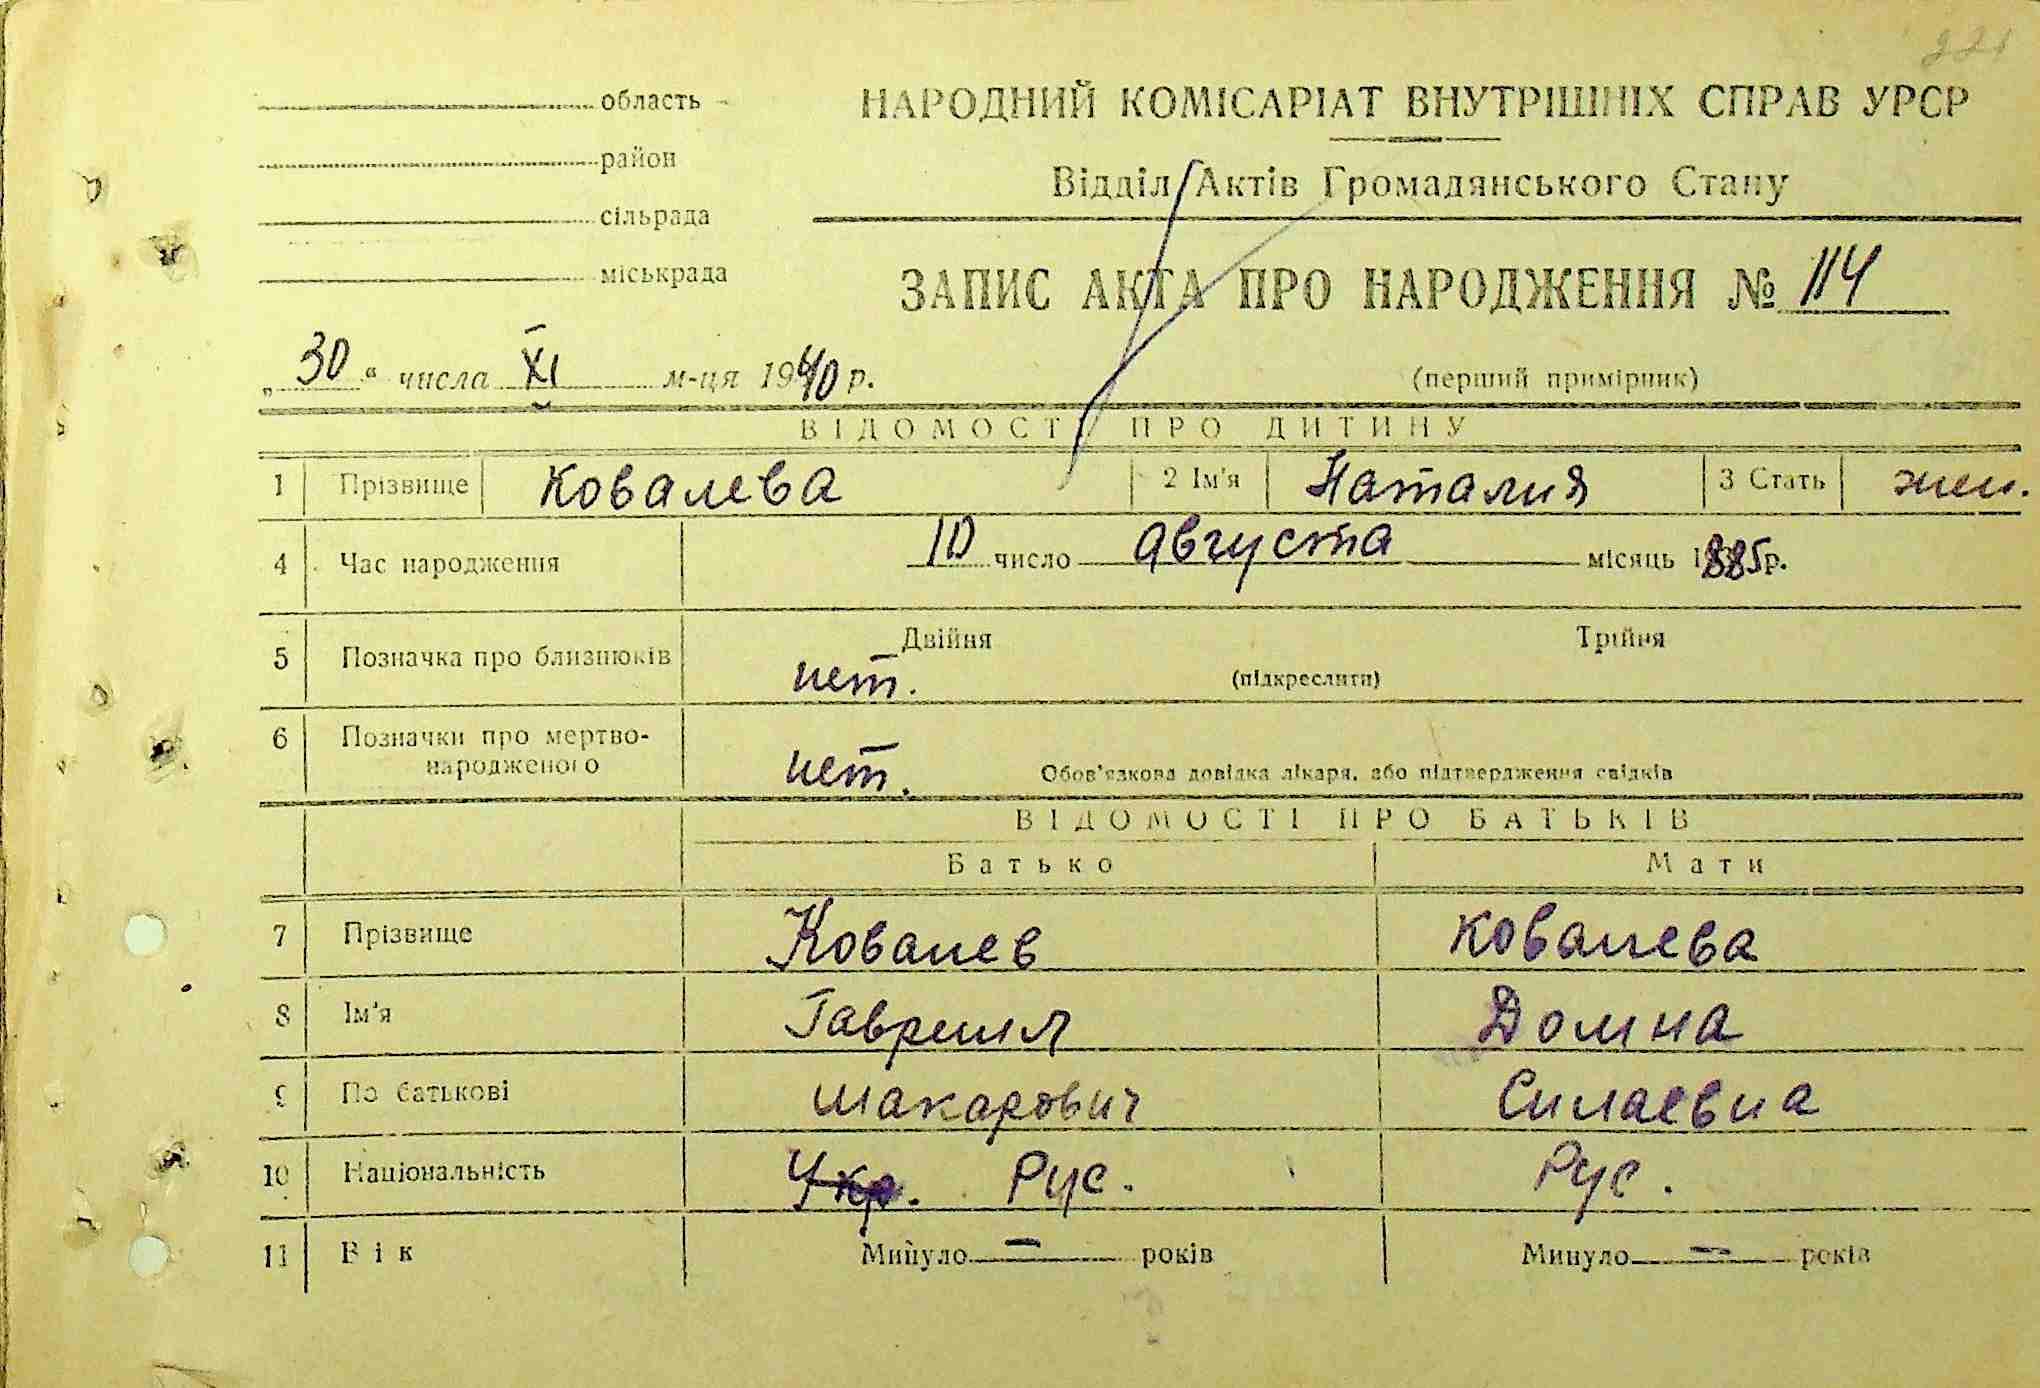 221
область
район
сільрада
міськрада
НАРОДНИЙ КОМІСАРІАТ ВНУТРІШНІХ СПРАВ УРСР
Відділ Актів Громадянського Стану
ЗАПИС АКТА ПРО НАРОДЖЕННЯ № 114
„30“ числа XI м-ця 1940 р.
(перший примірник)
ВІДОМОСТІ ПРО ДИТИНУ
1 Прізвище Ковалева 2 Ім'я Наталия 3 Стать жен.
4 Час народження 10 число августа місяць 1885 р.
5 Позначка про близнюків нет. Двійня Трійня
(підкреслити)
6 Позначки про мертво-
народженого нет. Обов'язкова довідка лікаря, або підтвердження свідків
ВІДОМОСТІ ПРО БАТЬКІВ
Батько Мати
7 Прізвище Ковалев Ковалева
8 Ім'я Гавриил Домна
9 По батькові Макарович Силаевна
10 Національність Укр. Рус. Рус.
11 Вік Минуло — років Минуло — років